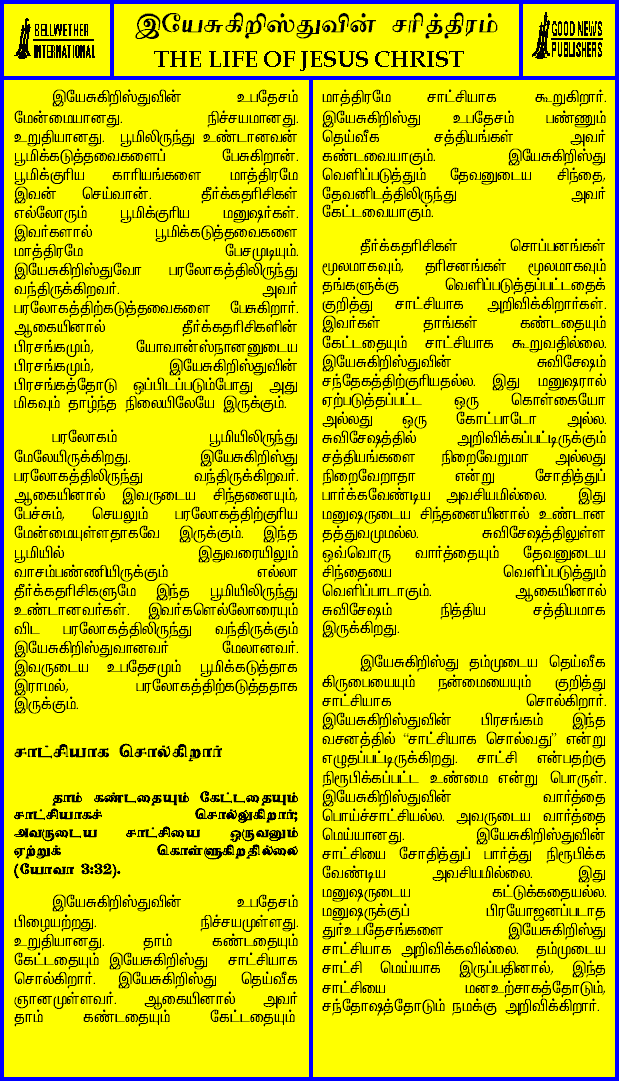 BELLWETHER
INTERNATIONAL
இயேசுகிறிஸ்துவின் சரித்திரம்
THE LIFE OF JESUS CHRIST
GOOD NEWS
PUBLISHERS
இயேசுகிறிஸ்துவின் உபதேசம்
மேன்மையானது. நிச்சயமானது.
உறுதியானது. பூமிலிருந்து உண்டானவன்
பூமிக்கடுத்தவைகளைப் பேசுகிறான்.
பூமிக்குரிய காரியங்களை மாத்திரமே
இவன் செய்வான். தீர்க்கதரிசிகள்
எல்லோரும் பூமிக்குரிய மனுஷர்கள்.
இவர்களால் பூமிக்கடுத்தவைகளை
மாத்திரமே பேசமுடியும்.
இயேசுகிறிஸ்துவோ பரலோகத்திலிருந்து
வந்திருக்கிறவர். அவர்
பரலோகத்திற்கடுத்தவைகளை பேசுகிறார்.
ஆகையினால் தீர்க்கதரிசிகளின்
பிரசங்கமும், யோவான்ஸ்நானனுடைய
பிரசங்கமும், இயேசுகிறிஸ்துவின்
பிரசங்கத்தோடு ஒப்பிடப்படும்போது அது
மிகவும் தாழ்ந்த நிலையிலேயே இருக்கும்.
பரலோகம் பூமியிலிருந்து
மேலேயிருக்கிறது. இயேசுகிறிஸ்து
பரலோகத்திலிருந்து வந்திருக்கிறவர்.
ஆகையினால் இவருடைய சிந்தனையும்,
பேச்சும், செயலும் பரலோகத்திற்குரிய
மேன்மையுள்ளதாகவே இருக்கும். இந்த
பூமியில் இதுவரையிலும்
வாசம்பண்ணியிருக்கும் எல்லா
தீர்க்கதரிசிகளுமே இந்த பூமியிலிருந்து
உண்டானவர்கள். இவர்களெல்லோரையும்
விட பரலோகத்திலிருந்து வந்திருக்கும்
இயேசுகிறிஸ்துவானவர் மேலானவர்.
இவருடைய உபதேசமும் பூமிக்கடுத்தாக
இராமல், பரலோகத்திற்கடுத்ததாக
இருக்கும்.
சாட்சியாக சொல்கிறார்
தாம் கண்டதையும் கேட்டதையும்
சாட்சியாகச் சொல்லுகிறார்;
அவருடைய சாட்சியை ஒருவனும்
ஏற்றுக் கொள்ளுகிறதில்லை
(யோவா 3:32).
இயேசுகிறிஸ்துவின் உபதேசம்
பிழையற்றது. நிச்சயமுள்ளது.
உறுதியானது. தாம் கண்டதையும்
கேட்டதையும் இயேசுகிறிஸ்து சாட்சியாக
சொல்கிறார். இயேசுகிறிஸ்து தெய்வீக
ஞானமுள்ளவர். ஆகையினால் அவர்
தாம் கண்டதையும் கேட்டதையும்
மாத்திரமே சாட்சியாக கூறுகிறார்.
இயேசுகிறிஸ்து உபதேசம் பண்ணும்
தெய்வீக சத்தியங்கள் அவர்
கண்டவையாகும். இயேசுகிறிஸ்து
வெளிப்படுத்தும் தேவனுடைய சிந்தை,
தேவனிடத்திலிருந்து அவர்
கேட்டவையாகும்.
தீர்க்கதரிசிகள் சொப்பனங்கள்
மூலமாகவும், தரிசனங்கள் மூலமாகவும்
தங்களுக்கு வெளிப்படுத்தப்பட்டதைக்
குறித்து சாட்சியாக அறிவிக்கிறார்கள்.
இவர்கள் தாங்கள் கண்டதையும்
கேட்டதையும் சாட்சியாக கூறுவதில்லை.
இயேசுகிறிஸ்துவின் சுவிசேஷம்
சந்தேகத்திற்குரியதல்ல. இது மனுஷரால்
ஏற்படுத்தப்பட்ட ஒரு கொள்கையோ
அல்லது ஒரு கோட்பாடோ அல்ல.
சுவிசேஷத்தில் அறிவிக்கப்பட்டிருக்கும்
சத்தியங்களை நிறைவேறுமா அல்லது
நிறைவேறாதா என்று சோதித்துப்
பார்க்கவேண்டிய அவசியமில்லை. இது
மனுஷருடைய சிந்தனையினால் உண்டான
தத்துவமுமல்ல. சுவிசேஷத்திலுள்ள
ஒவ்வொரு வார்த்தையும் தேவனுடைய
சிந்தையை வெளிப்படுத்தும்
வெளிப்பாடாகும். ஆகையினால்
சுவிசேஷம் நித்திய சத்தியமாக
இருக்கிறது.
இயேசுகிறிஸ்து தம்முடைய தெய்வீக
கிருபையையும் நன்மையையும் குறித்து
சாட்சியாக சொல்கிறார்.
இயேசுகிறிஸ்துவின் பிரசங்கம் இந்த
வசனத்தில் “சாட்சியாக சொல்வது” என்று
எழுதப்பட்டிருக்கிறது. சாட்சி என்பதற்கு
நிரூபிக்கப்பட்ட உண்மை என்று பொருள்.
இயேசுகிறிஸ்துவின் வார்த்தை
பொய்ச்சாட்சியல்ல. அவருடைய வார்த்தை
மெய்யானது. இயேசுகிறிஸ்துவின்
சாட்சியை சோதித்துப் பார்த்து நிரூபிக்க
வேண்டிய அவசியமில்லை. இது
மனுஷருடைய கட்டுக்கதையல்ல.
மனுஷருக்குப் பிரயோஜனப்படாத
துர்உபதேசங்களை இயேசுகிறிஸ்து
சாட்சியாக அறிவிக்கவில்லை. தம்முடைய
சாட்சி மெய்யாக இருப்பதினால், இந்த
சாட்சியை மனஉற்சாகத்தோடும்,
சந்தோஷத்தோடும் நமக்கு அறிவிக்கிறார்.